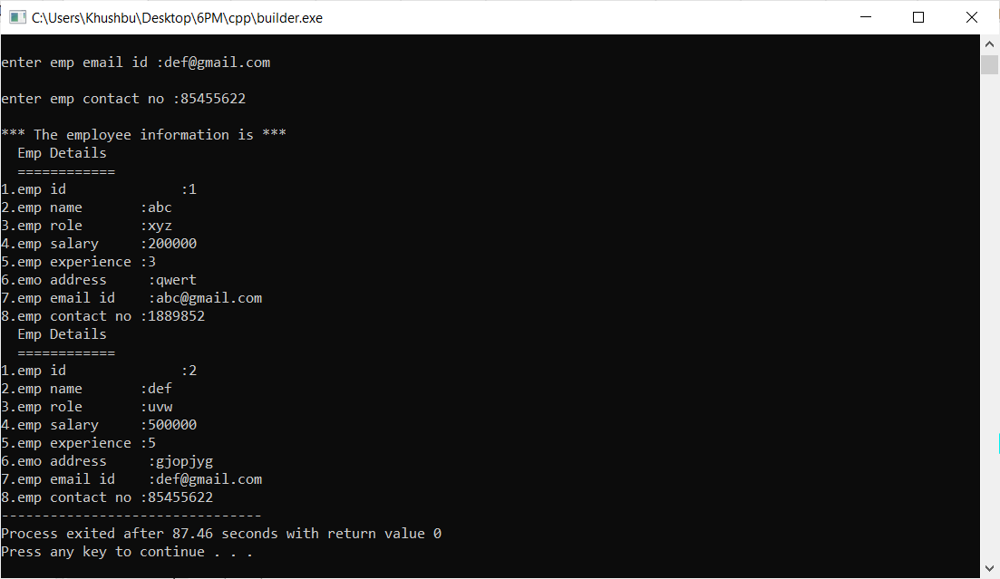 C:\Users\Khushbu\Desktop\6PM\cpp\builder.exe
enter emp email id :def@gmail.com
enter emp contact no :85455622
*** The employee information is ***
  Emp Details
  ============
1.emp id              :1
2.emp name       :abc
3.emp role       :xyz
4.emp salary     :200000
5.emp experience :3
6.emo address     :qwert
7.emp email id    :abc@gmail.com
8.emp contact no :1889852
  Emp Details
  ============
1.emp id              :2
2.emp name       :def
3.emp role       :uvw
4.emp salary     :500000
5.emp experience :5
6.emo address     :gjopjyg
7.emp email id    :def@gmail.com
8.emp contact no :85455622
--------------------------------
Process exited after 87.46 seconds with return value 0
Press any key to continue . . .